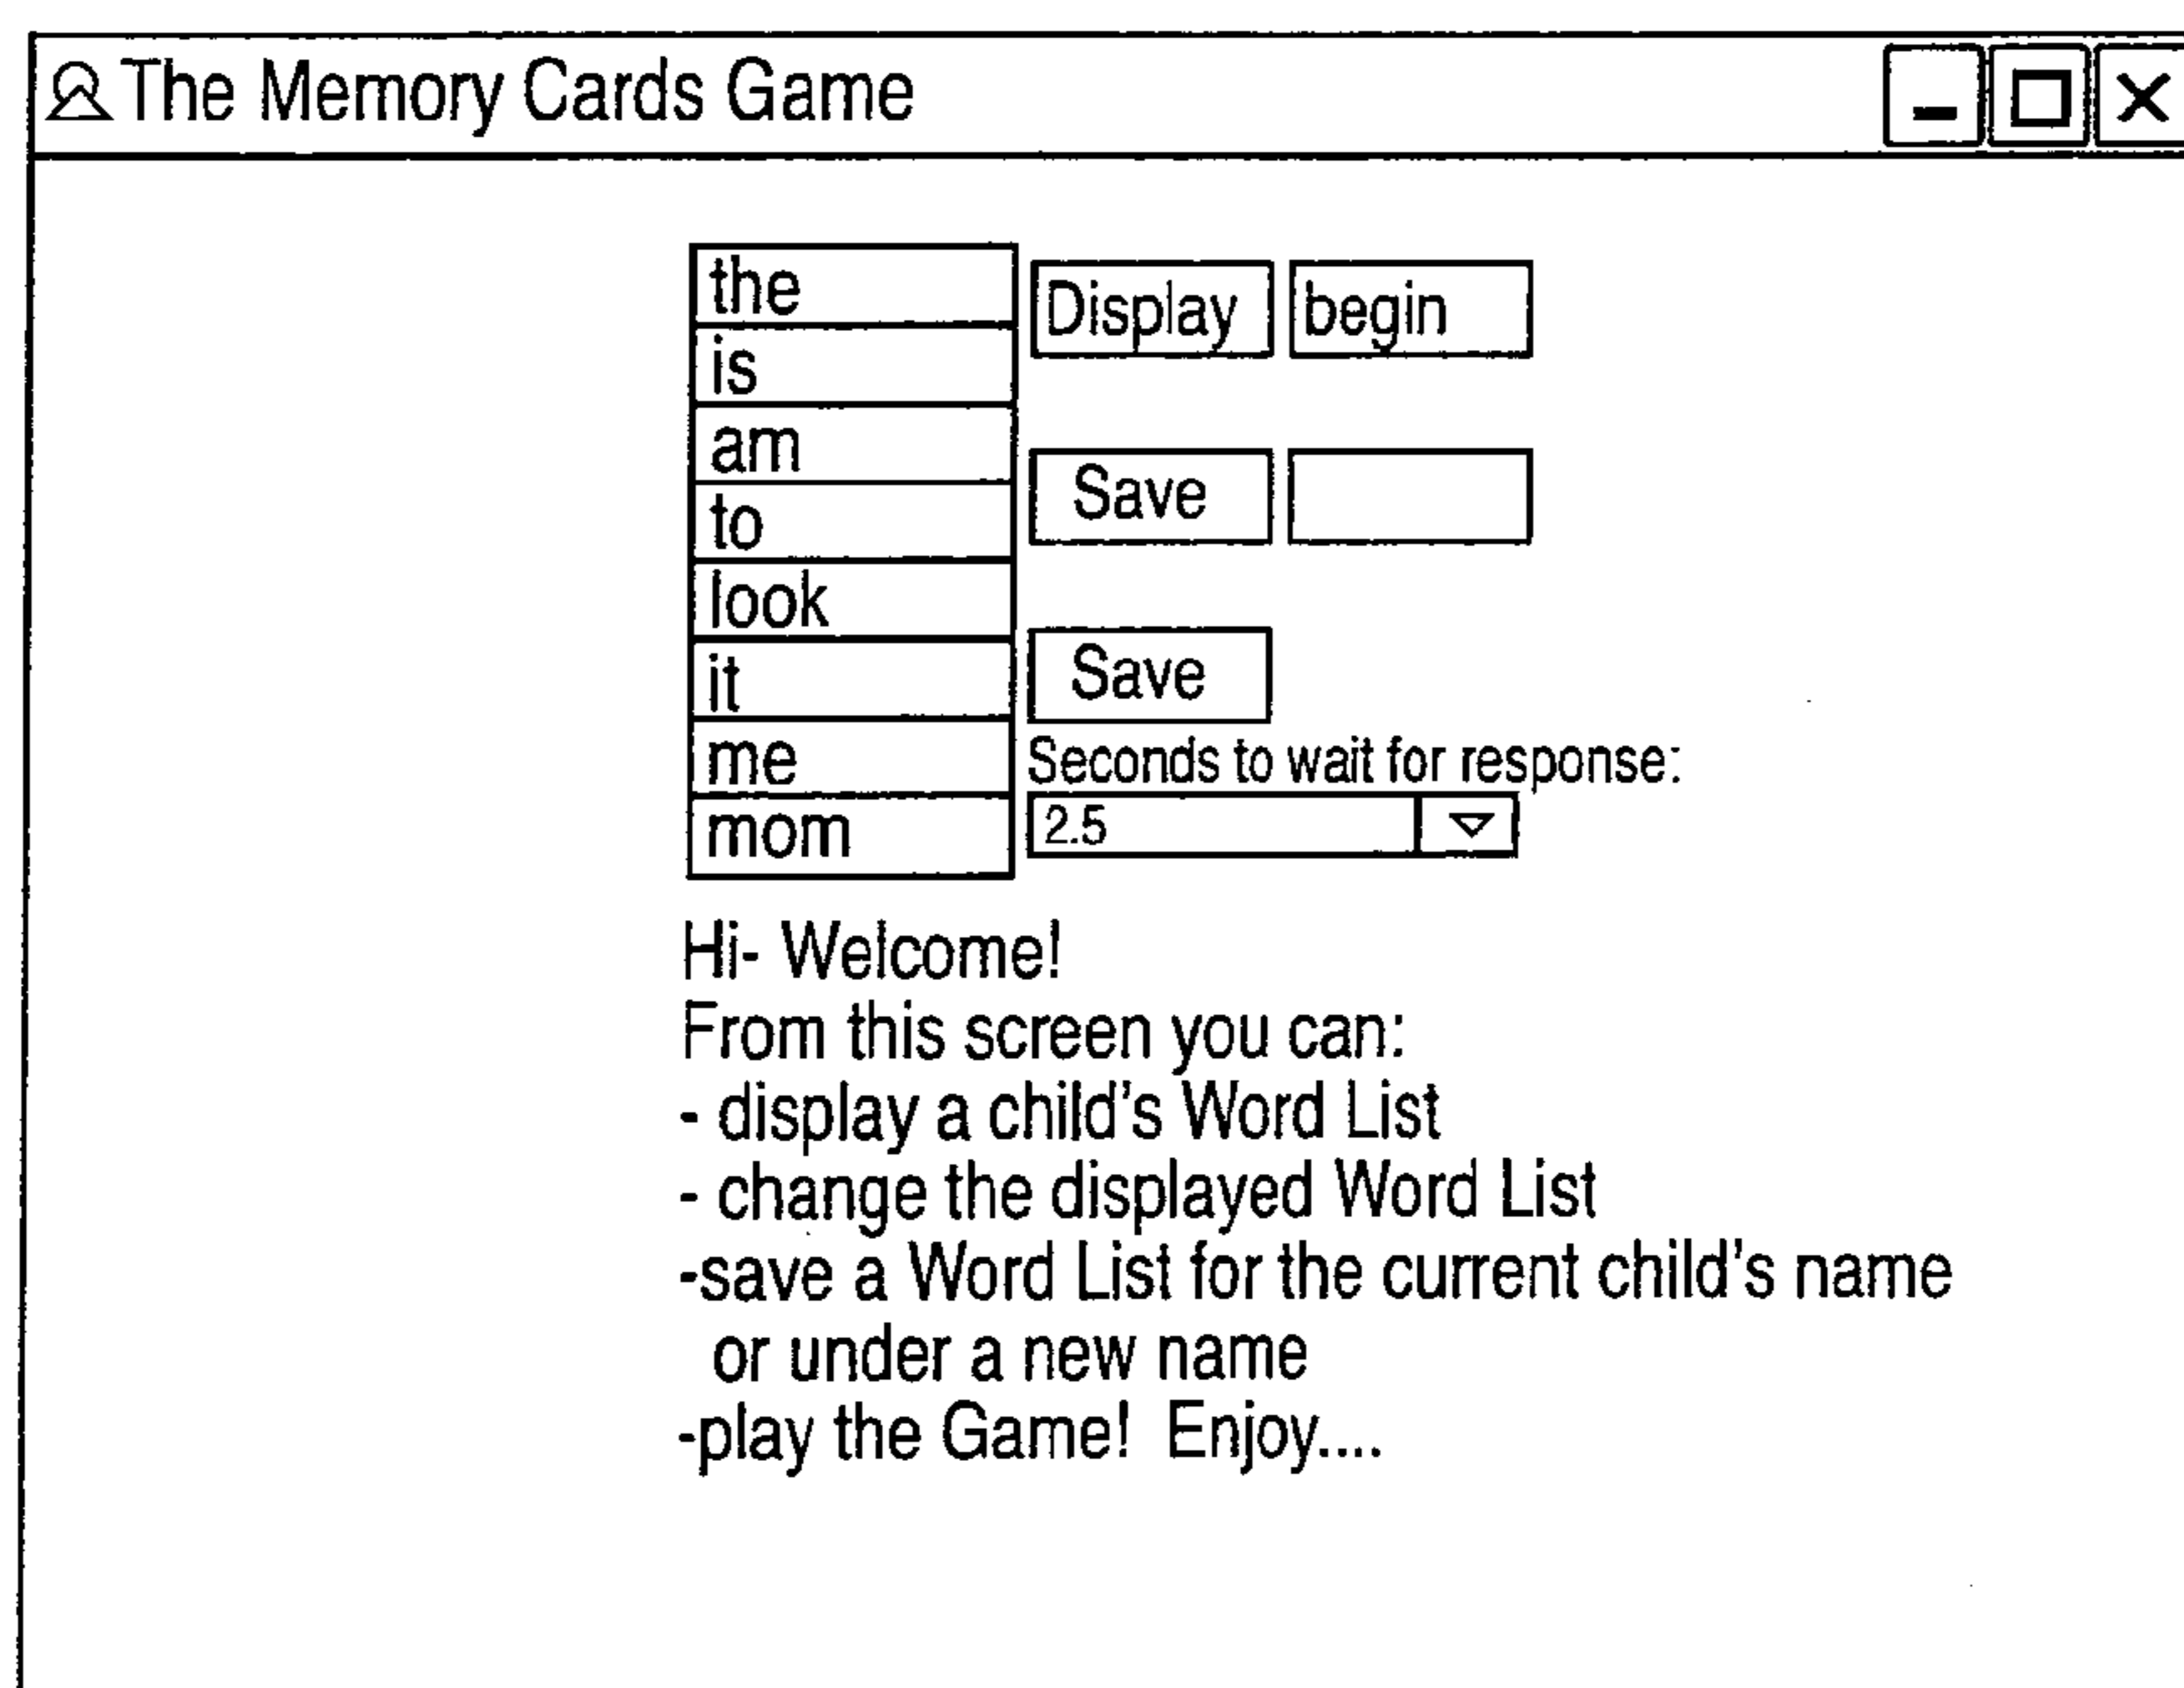 The Memory Cards Game
the
is
am
to
look
it
me
mom
Display
begin
Save
Save
Seconds to wait for response:
2.5
Hi- Welcome!
From this screen you can:
- display a child's Word List
- change the displayed Word List
-save a Word List for the current child's name
or under a new name
-play the Game!  Enjoy....